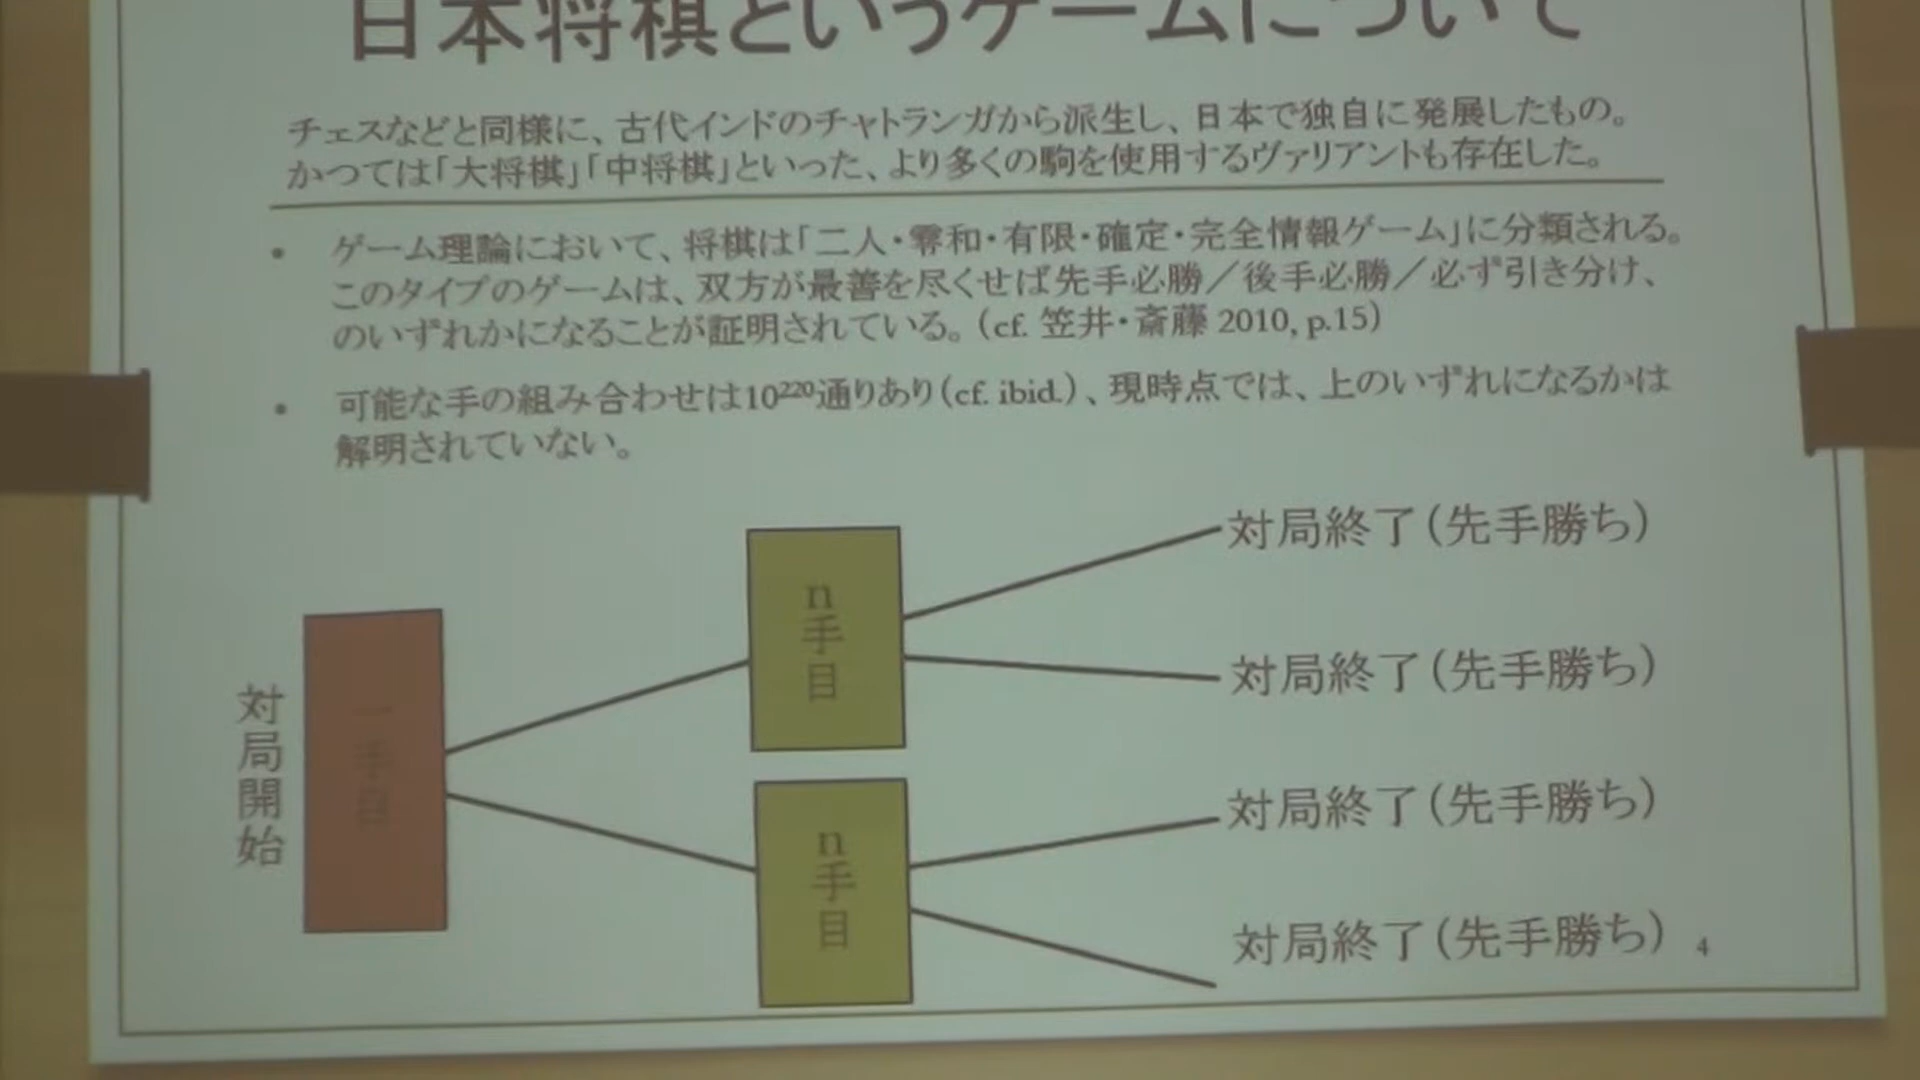 日本将棋というゲームについて
チェスなどと同様に、古代インドのチャトランガから派生し、日本で独自に発展したもの。
かつては「大将棋」「中将棋」といった、より多くの駒を使用するヴァリアントも存在した。
• ゲーム理論において、将棋は「二人・零和・有限・確定・完全情報ゲーム」に分類される。
このタイプのゲームは、双方が最善を尽くせば先手必勝／後手必勝／必ず引き分け、
のいずれかになることが証明されている。（cf. 笠井・斎藤 2010, p.15）
• 可能な手の組み合わせは10²²⁰通りあり（cf. ibid.）、現時点では、上のいずれになるかは
解明されていない。
対局開始
一手目
n手目
n手目
対局終了（先手勝ち）
対局終了（先手勝ち）
対局終了（先手勝ち）
対局終了（先手勝ち）
4